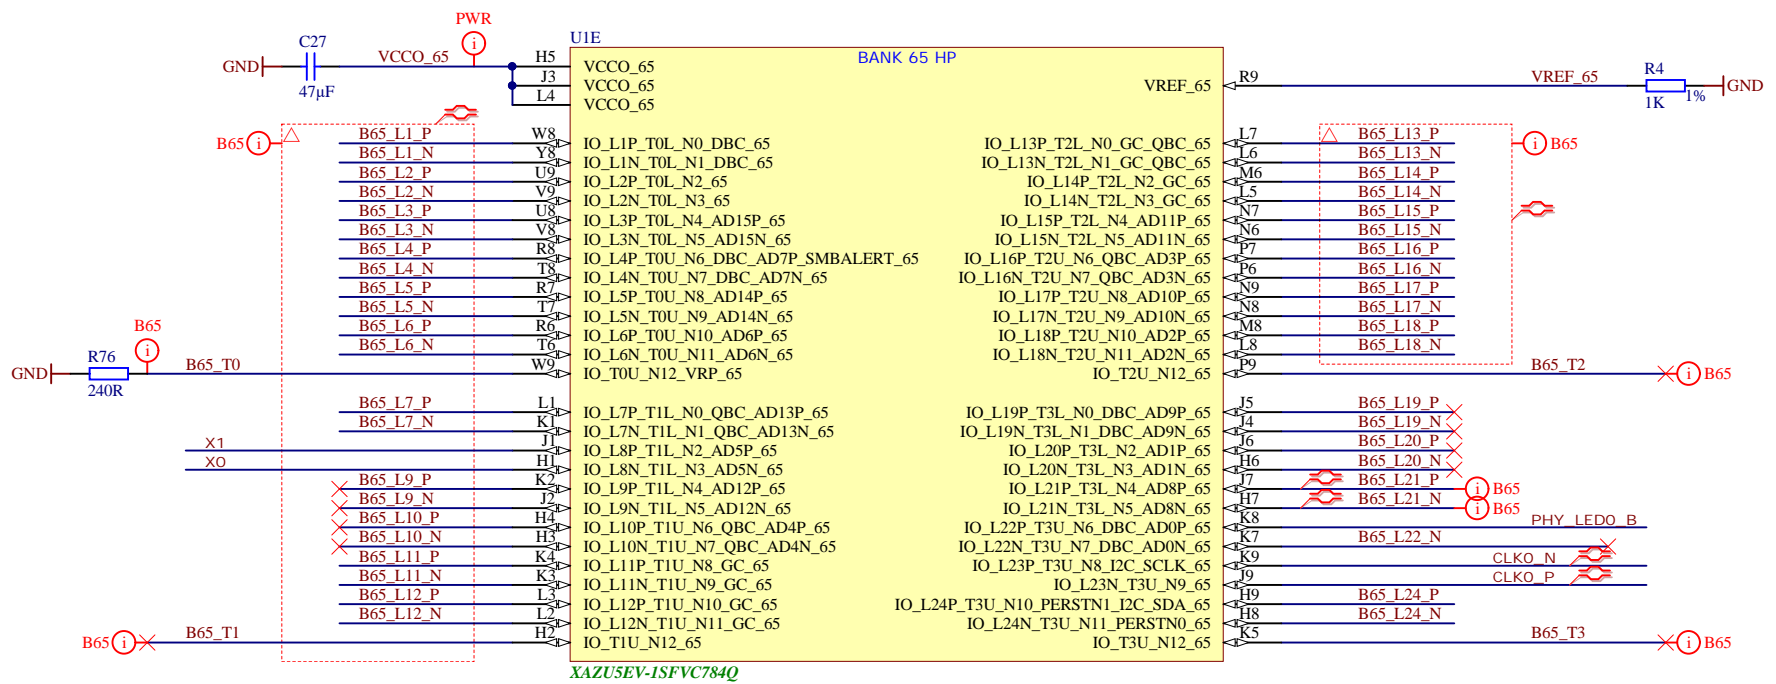 PWR
U1E
C27
BANK 65 HP
GND VCCO_65 H5 VCCO_65
47µF
J3 VCCO_65 VREF_65 R9 VREF_65 R4 GND
1K 1%
L4 VCCO_65
B65 B65_L1_P W8 IO_L1P_T0L_N0_DBC_65 IO_L13P_T2L_N0_GC_QBC_65 L7 B65_L13_P B65
B65_L1_N Y8 IO_L1N_T0L_N1_DBC_65 IO_L13N_T2L_N1_GC_QBC_65 L6 B65_L13_N
B65_L2_P U9 IO_L2P_T0L_N2_65 IO_L14P_T2L_N2_GC_65 M6 B65_L14_P
B65_L2_N V9 IO_L2N_T0L_N3_65 IO_L14N_T2L_N3_GC_65 L5 B65_L14_N
B65_L3_P U8 IO_L3P_T0L_N4_AD15P_65 IO_L15P_T2L_N4_AD11P_65 N7 B65_L15_P
B65_L3_N V8 IO_L3N_T0L_N5_AD15N_65 IO_L15N_T2L_N5_AD11N_65 N6 B65_L15_N
B65_L4_P R8 IO_L4P_T0U_N6_DBC_AD7P_SMBALERT_65 IO_L16P_T2U_N6_QBC_AD3P_65 P7 B65_L16_P
B65_L4_N T8 IO_L4N_T0U_N7_DBC_AD7N_65 IO_L16N_T2U_N7_QBC_AD3N_65 P6 B65_L16_N
B65_L5_P R7 IO_L5P_T0U_N8_AD14P_65 IO_L17P_T2U_N8_AD10P_65 N9 B65_L17_P
B65_L5_N T7 IO_L5N_T0U_N9_AD14N_65 IO_L17N_T2U_N9_AD10N_65 N8 B65_L17_N
B65_L6_P R6 IO_L6P_T0U_N10_AD6P_65 IO_L18P_T2U_N10_AD2P_65 M8 B65_L18_P
B65
B65_L6_N T6 IO_L6N_T0U_N11_AD6N_65 IO_L18N_T2U_N11_AD2N_65 L8 B65_L18_N
GND R76 B65_T0 W9 IO_T0U_N12_VRP_65 IO_T2U_N12_65 P9 B65_T2 B65
240R
B65_L7_P L1 IO_L7P_T1L_N0_QBC_AD13P_65 IO_L19P_T3L_N0_DBC_AD9P_65 J5 B65_L19_P
B65_L7_N K1 IO_L7N_T1L_N1_QBC_AD13N_65 IO_L19N_T3L_N1_DBC_AD9N_65 J4 B65_L19_N
X1 J1 IO_L8P_T1L_N2_AD5P_65 IO_L20P_T3L_N2_AD1P_65 J6 B65_L20_P
X0 H1 IO_L8N_T1L_N3_AD5N_65 IO_L20N_T3L_N3_AD1N_65 H6 B65_L20_N
B65_L9_P K2 IO_L9P_T1L_N4_AD12P_65 IO_L21P_T3L_N4_AD8P_65 J7 B65_L21_P B65
B65_L9_N J2 IO_L9N_T1L_N5_AD12N_65 IO_L21N_T3L_N5_AD8N_65 H7 B65_L21_N B65
B65_L10_P H4 IO_L10P_T1U_N6_QBC_AD4P_65 IO_L22P_T3U_N6_DBC_AD0P_65 K8 PHY_LED0_B
B65_L10_N H3 IO_L10N_T1U_N7_QBC_AD4N_65 IO_L22N_T3U_N7_DBC_AD0N_65 K7 B65_L22_N
B65_L11_P K4 IO_L11P_T1U_N8_GC_65 IO_L23P_T3U_N8_I2C_SCLK_65 K9 CLK0_N
B65_L11_N K3 IO_L11N_T1U_N9_GC_65 IO_L23N_T3U_N9_65 J9 CLK0_P
B65_L12_P L3 IO_L12P_T1U_N10_GC_65 IO_L24P_T3U_N10_PERSTN1_I2C_SDA_65 H9 B65_L24_P
B65_L12_N L2 IO_L12N_T1U_N11_GC_65 IO_L24N_T3U_N11_PERSTN0_65 H8 B65_L24_N
B65 B65_T1 H2 IO_T1U_N12_65 IO_T3U_N12_65 K5 B65_T3 B65
XAZU5EV-1SFVC784Q